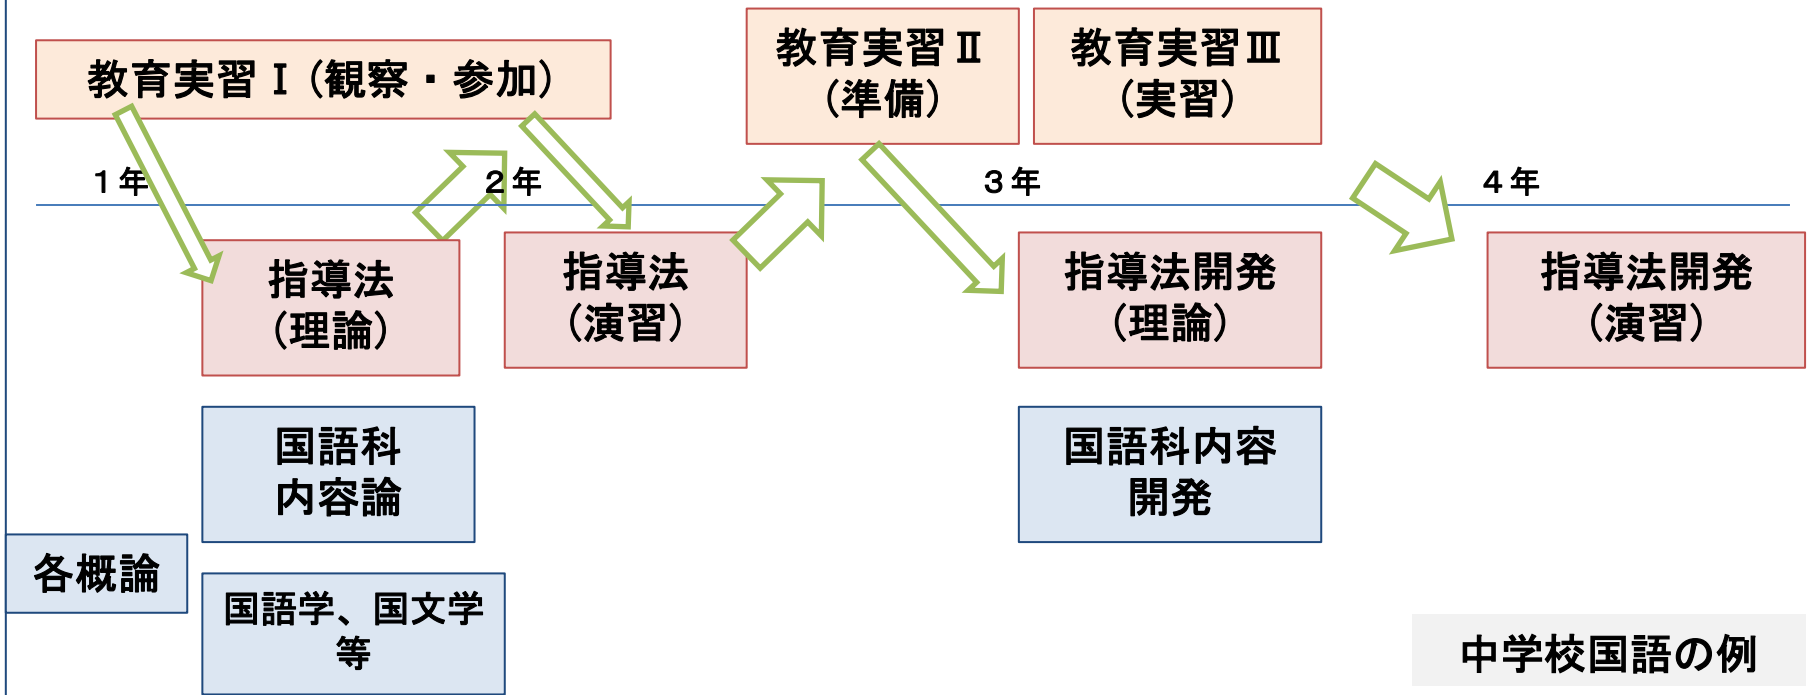 教育実習Ⅰ(観察・参加)
教育実習Ⅱ
(準備)
教育実習Ⅲ
(実習)
1年
2年
3年
4年
指導法
(理論)
指導法
(演習)
指導法開発
(理論)
指導法開発
(演習)
国語科
内容論
国語科内容
開発
各概論
国語学、国文学
等
中学校国語の例